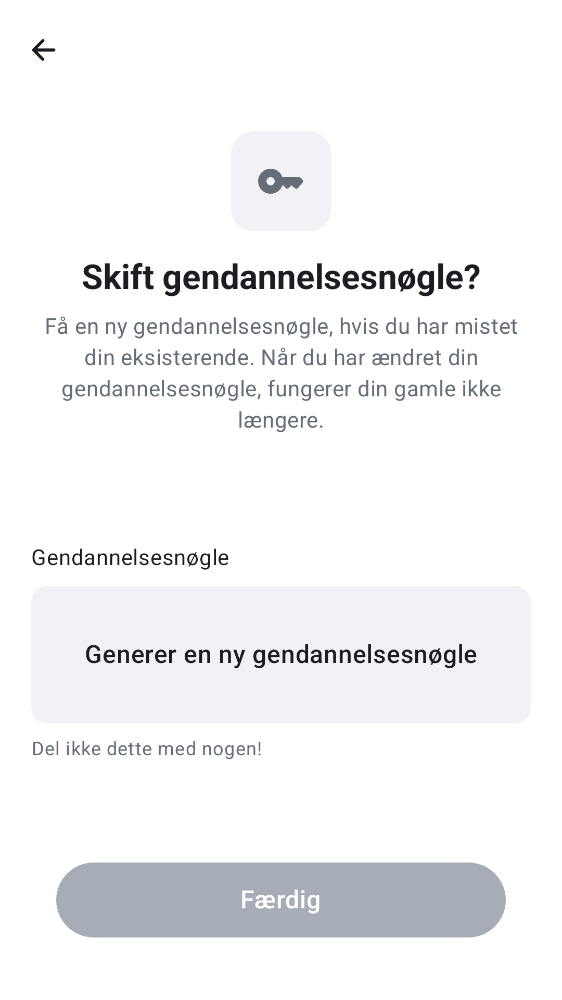 Skift gendannelsesnøgle?
Få en ny gendannelsesnøgle, hvis du har mistet
din eksisterende. Når du har ændret din
gendannelsesnøgle, fungerer din gamle ikke
længere.
Gendannelsesnøgle
Generer en ny gendannelsesnøgle
Del ikke dette med nogen!
Færdig